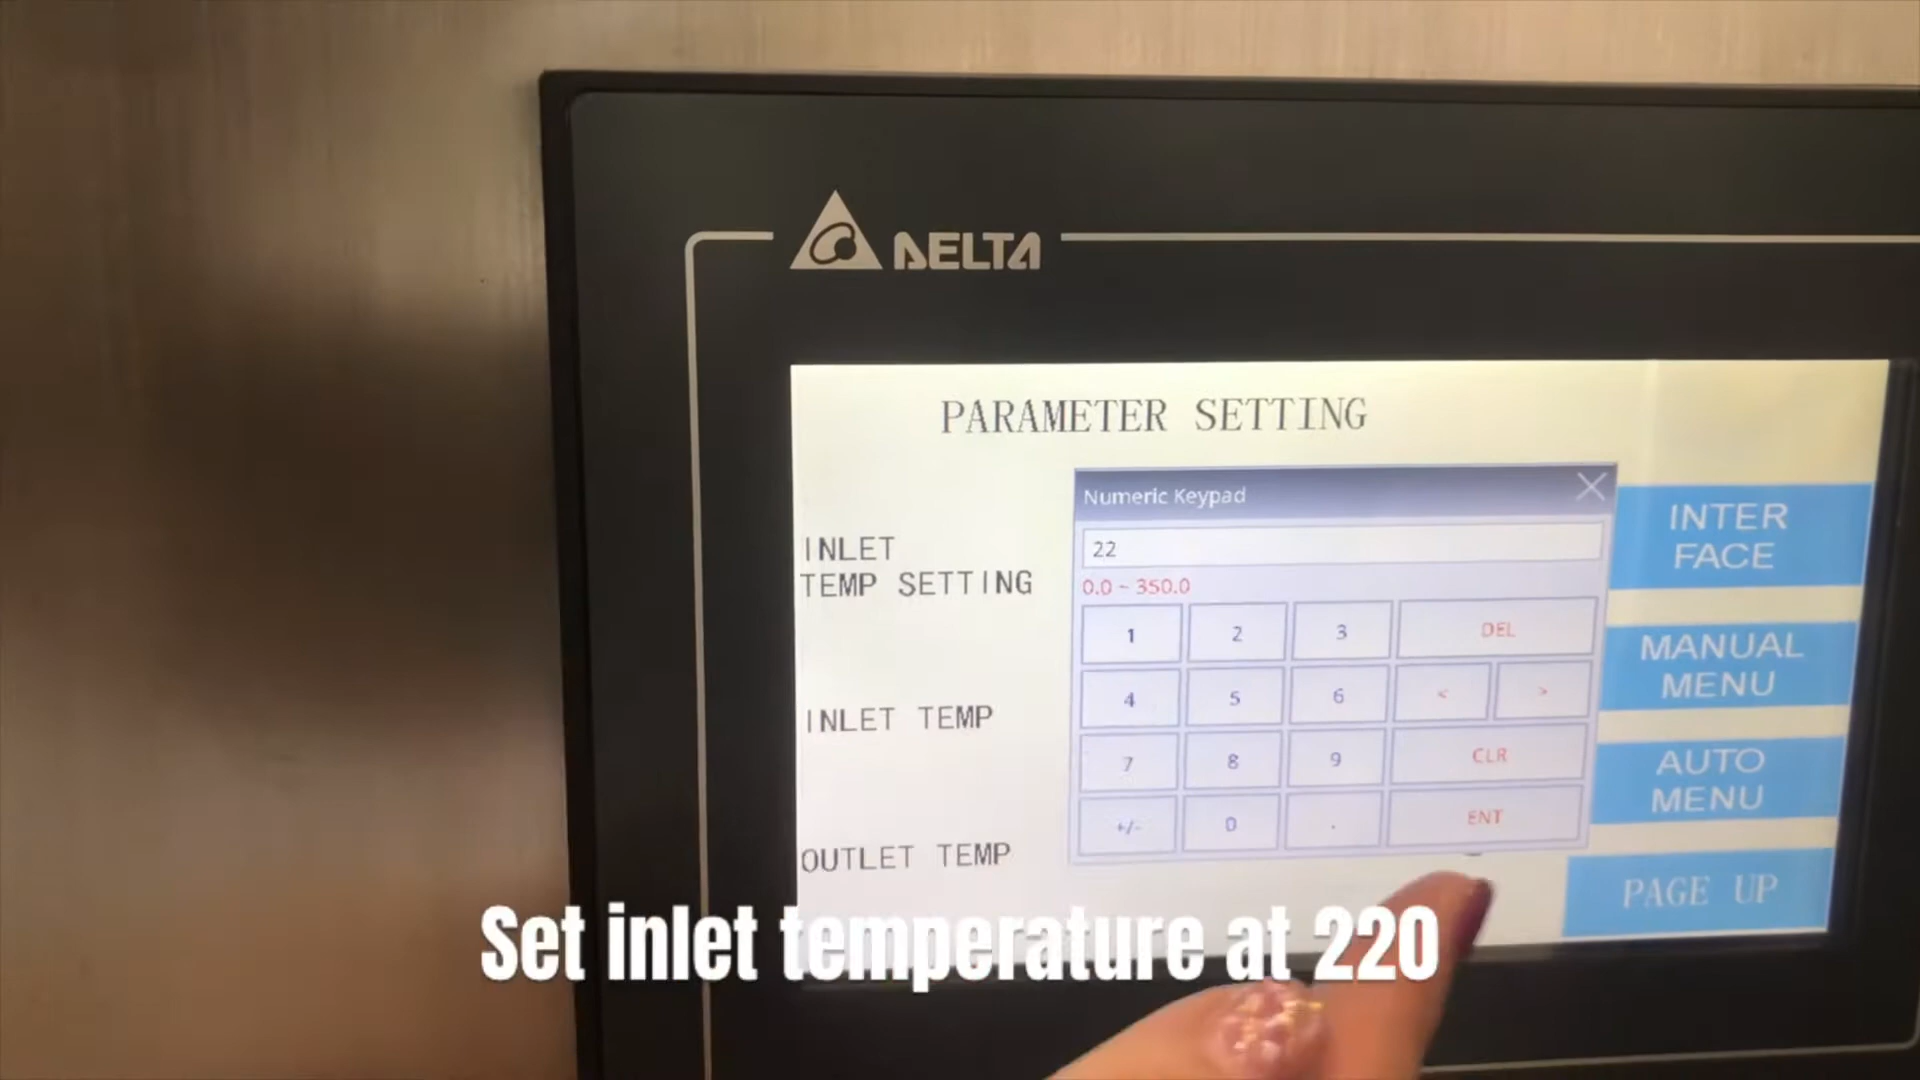 DELTA
PARAMETER SETTING
Numeric Keypad
22
0.0 ~ 350.0
1 2 3 DEL
4 5 6 < >
7 8 9 CLR
+/- 0 . ENT
INLET
TEMP SETTING
INLET TEMP
OUTLET TEMP
INTER
FACE
MANUAL
MENU
AUTO
MENU
PAGE UP
Set inlet temperature at 220